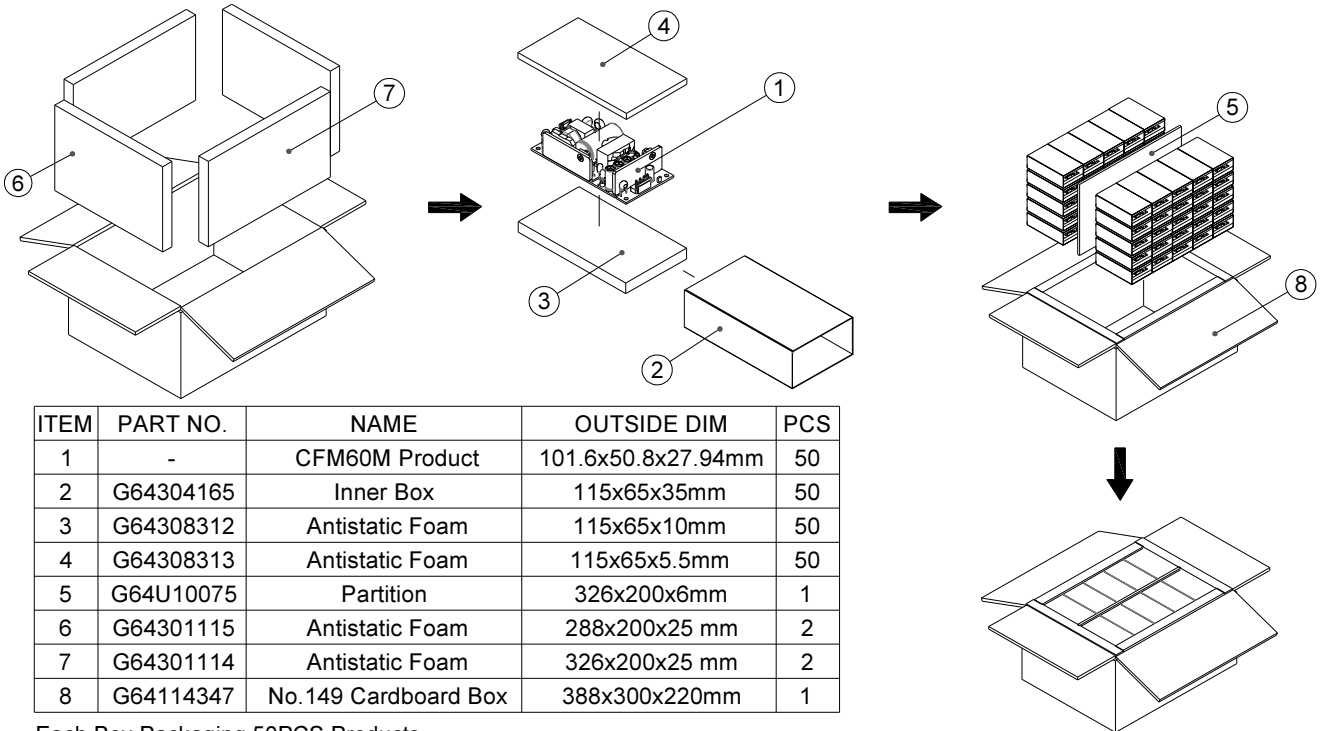 4
1
7
5
6
3
8
2
ITEM PART NO. NAME OUTSIDE DIM PCS
1 - CFM60M Product 101.6x50.8x27.94mm 50
2 G64304165 Inner Box 115x65x35mm 50
3 G64308312 Antistatic Foam 115x65x10mm 50
4 G64308313 Antistatic Foam 115x65x5.5mm 50
5 G64U10075 Partition 326x200x6mm 1
6 G64301115 Antistatic Foam 288x200x25 mm 2
7 G64301114 Antistatic Foam 326x200x25 mm 2
8 G64114347 No.149 Cardboard Box 388x300x220mm 1